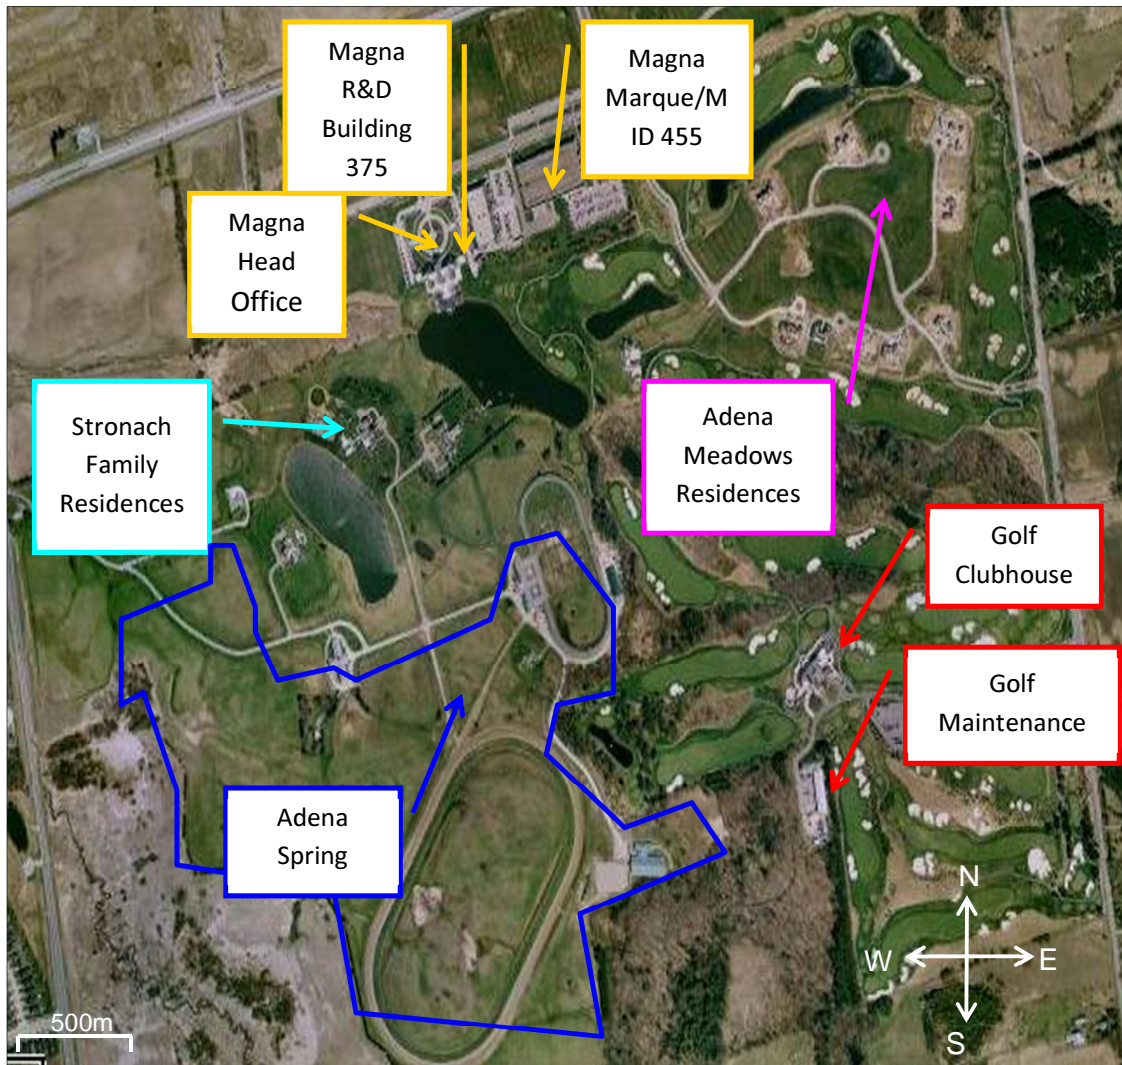 Magna
R&D
Building
375
Magna
Marque/M
ID 455
Magna
Head
Office
Stronach
Family
Residences
Adena
Meadows
Residences
Golf
Clubhouse
Golf
Maintenance
Adena
Spring
N
W
E
S
500m